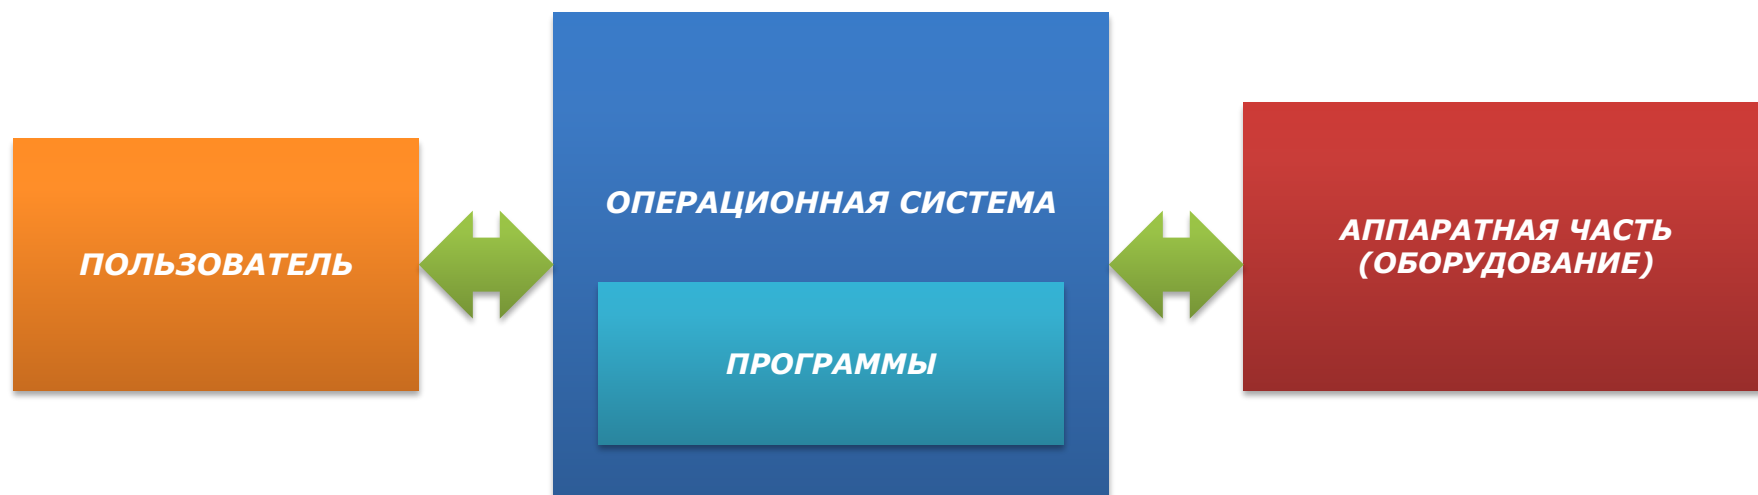 ПОЛЬЗОВАТЕЛЬ
ОПЕРАЦИОННАЯ СИСТЕМА
ПРОГРАММЫ
АППАРАТНАЯ ЧАСТЬ
(ОБОРУДОВАНИЕ)